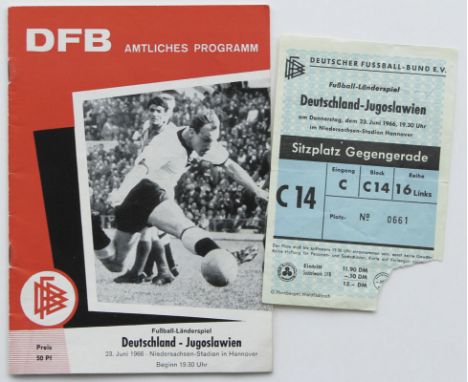 DFB AMTLICHES PROGRAMM
Fußball-Länderspiel
Deutschland - Jugoslawien
23. Juni 1966 · Niedersachsen-Stadion in Hannover
Beginn 19.30 Uhr
Preis
50 Pf
DEUTSCHER FUSSBALL-BUND E.V.
Fußball-Länderspiel
Deutschland-Jugoslawien
am Donnerstag, dem 23. Juni 1966, 19.30 Uhr
im Niedersachsen-Stadion Hannover
Sitzplatz Gegengerade
Eingang Block Reihe
C 14 C C 14 16 Links
Platz: Nº 0661
11.90 DM
-.10 DM
12.- DM